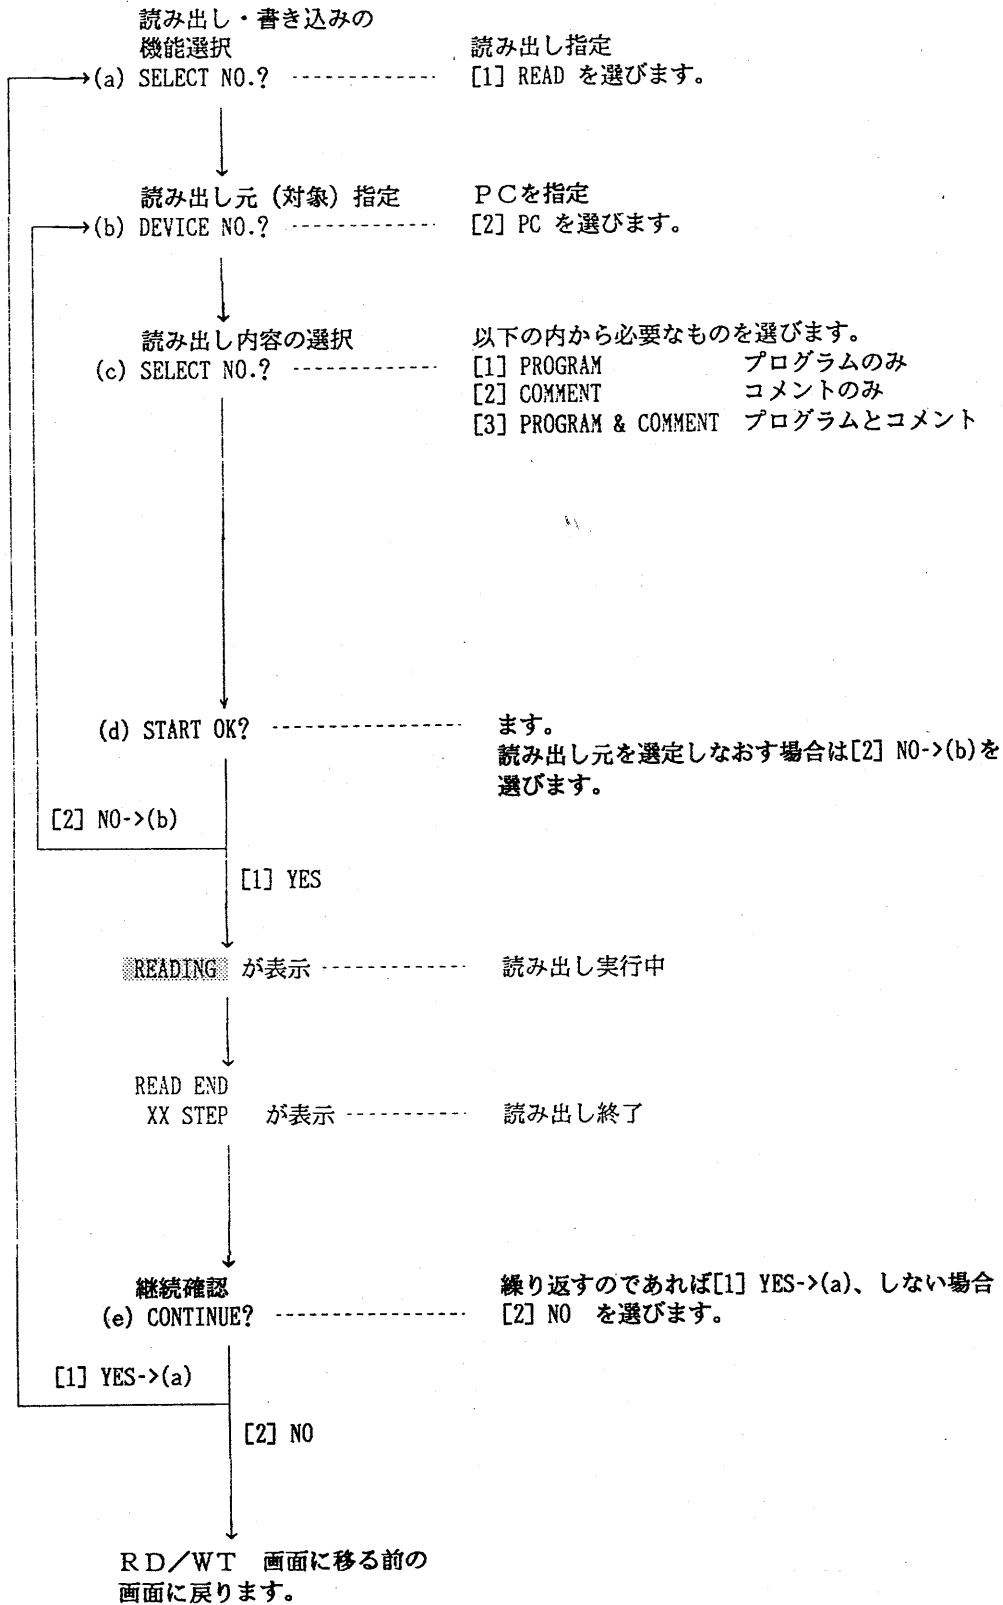 読み出し・書き込みの
機能選択 読み出し指定
(a) SELECT NO.? ------------- [1] READ を選びます。
読み出し元(対象)指定 PCを指定
(b) DEVICE NO.? ------------- [2] PC を選びます。
読み出し内容の選択 以下の内から必要なものを選びます。
(c) SELECT NO.? ------------- [1] PROGRAM プログラムのみ
[2] COMMENT コメントのみ
[3] PROGRAM & COMMENT プログラムとコメント
(d) START OK? ---------------- ます。
読み出し元を選定しなおす場合は[2] NO->(b)を
選びます。
[2] NO->(b)
[1] YES
READING が表示 ------------- 読み出し実行中
READ END
XX STEP が表示 ----------- 読み出し終了
継続確認 繰り返すのであれば[1] YES->(a)、しない場合
(e) CONTINUE? ---------------- [2] NO を選びます。
[1] YES->(a)
[2] NO
RD/WT 画面に移る前の
画面に戻ります。